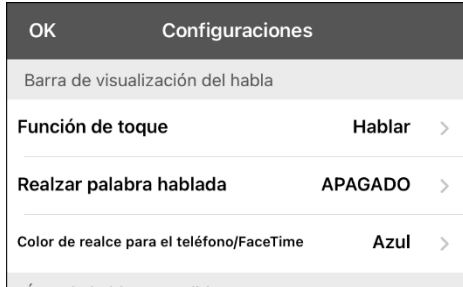 OK Configuraciones
Barra de visualización del habla
Función de toque Hablar
Realzar palabra hablada APAGADO
Color de realce para el teléfono/FaceTime Azul